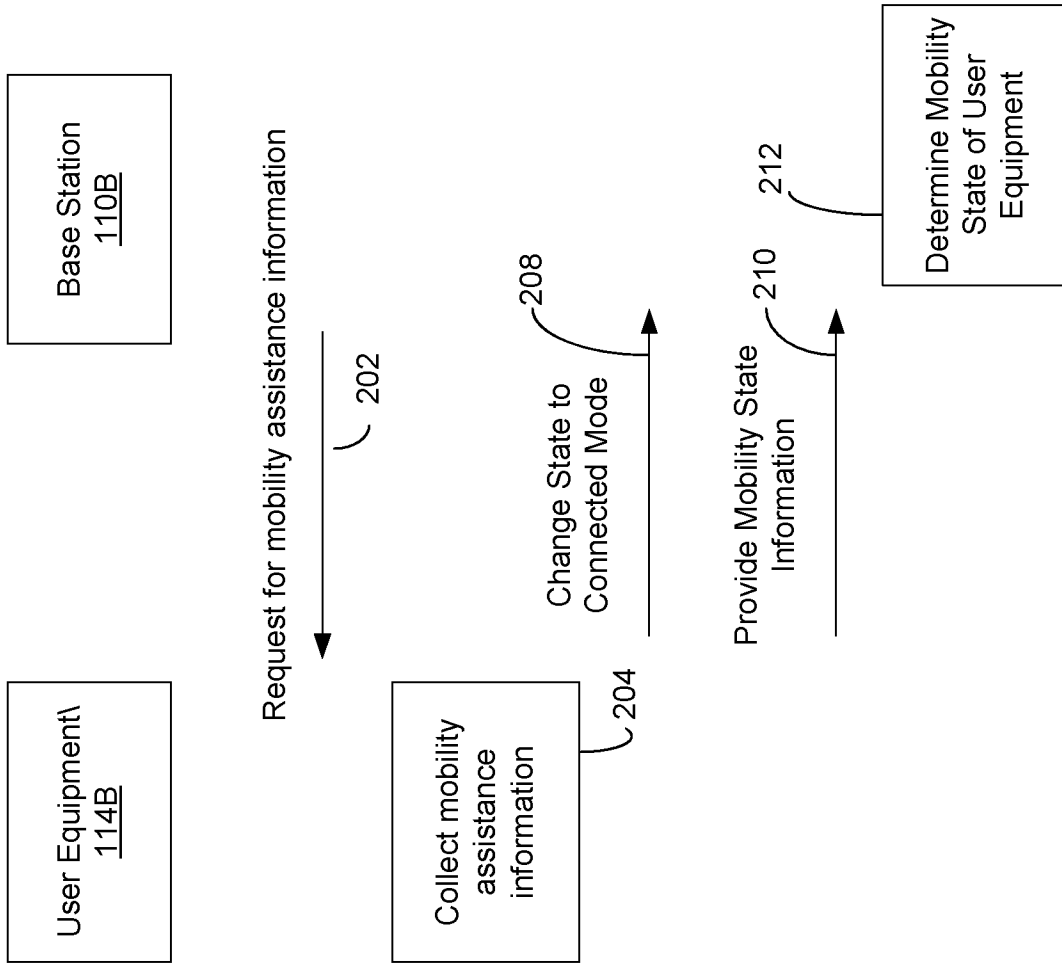 User Equipment\
114B
Base Station
110B
Request for mobility assistance information
202
Collect mobility
assistance
information
204
Change State to
Connected Mode
208
Provide Mobility State
Information
210
212
Determine Mobility
State of User
Equipment